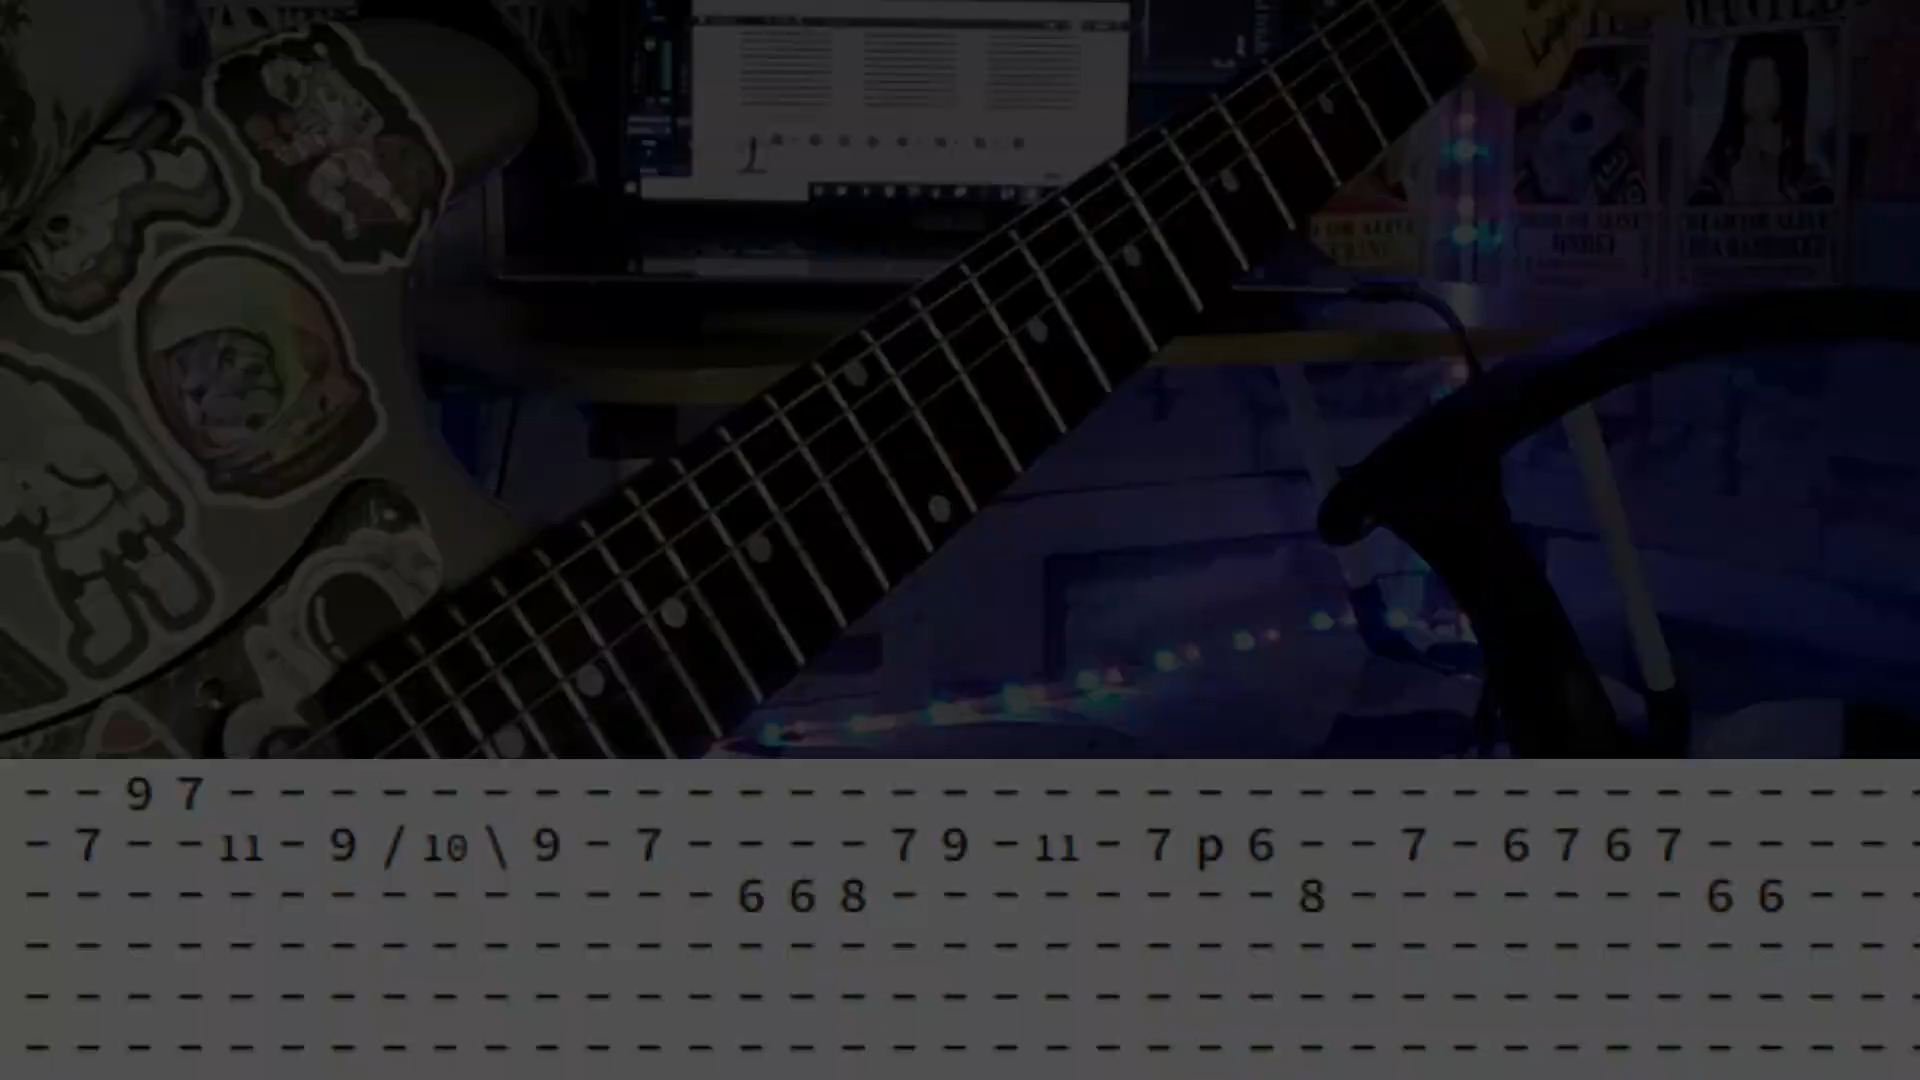 - - 9 7 - - - - - - - - - - - - - - - - - - - - - - - - - - - - - - - - - -
- 7 - - 11 - 9 / 10 \ 9 - 7 - - - - 7 9 - 11 - 7 p 6 - - 7 - 6 7 6 7 - - - - -
- - - - - - - - - - - - - - 6 6 8 - - - - - - - - 8 - - - - - - - 6 6 - - -
- - - - - - - - - - - - - - - - - - - - - - - - - - - - - - - - - - - - - -
- - - - - - - - - - - - - - - - - - - - - - - - - - - - - - - - - - - - - -
- - - - - - - - - - - - - - - - - - - - - - - - - - - - - - - - - - - - - -